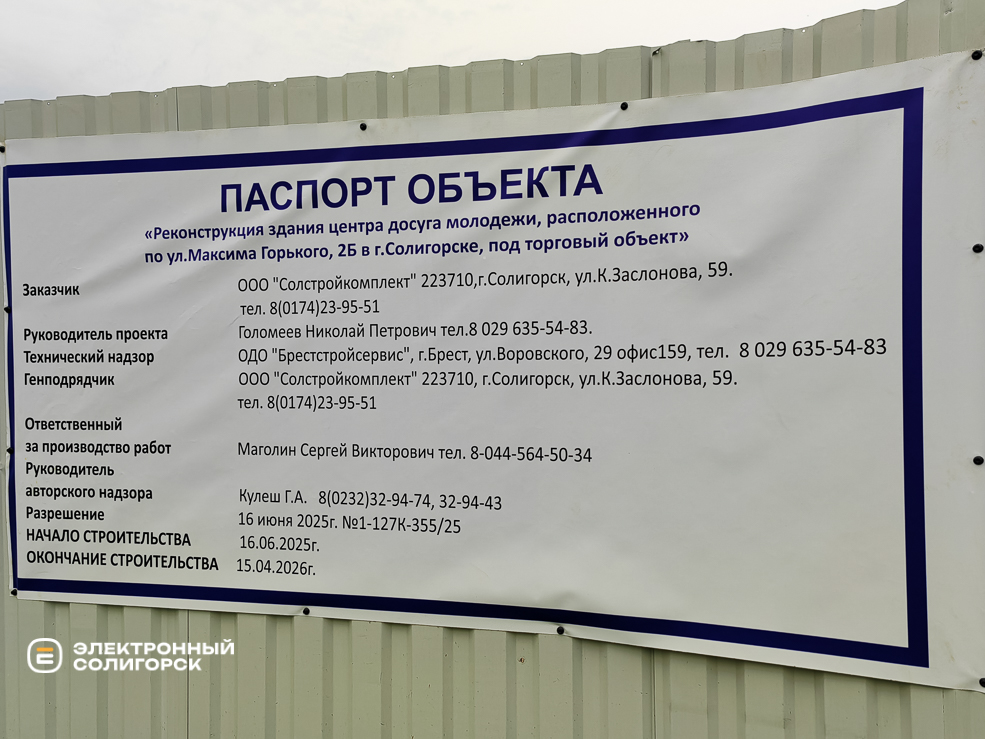 ПАСПОРТ ОБЪЕКТА
«Реконструкция здания центра досуга молодежи, расположенного
по ул.Максима Горького, 2Б в г.Солигорске, под торговый объект»
Заказчик ООО "Солстройкомплект" 223710,г.Солигорск, ул.К.Заслонова, 59.
тел. 8(0174)23-95-51
Руководитель проекта Голомеев Николай Петрович тел.8 029 635-54-83.
Технический надзор ОДО "Брестстройсервис", г.Брест, ул.Воровского, 29 офис159, тел. 8 029 635-54-83
Генподрядчик ООО "Солстройкомплект" 223710, г.Солигорск, ул.К.Заслонова, 59.
тел. 8(0174)23-95-51
Ответственный
за производство работ Маголин Сергей Викторович тел. 8-044-564-50-34
Руководитель
авторского надзора Кулеш Г.А. 8(0232)32-94-74, 32-94-43
Разрешение 16 июня 2025г. №1-127К-355/25
НАЧАЛО СТРОИТЕЛЬСТВА 16.06.2025г.
ОКОНЧАНИЕ СТРОИТЕЛЬСТВА 15.04.2026г.
ЭЛЕКТРОННЫЙ
СОЛИГОРСК